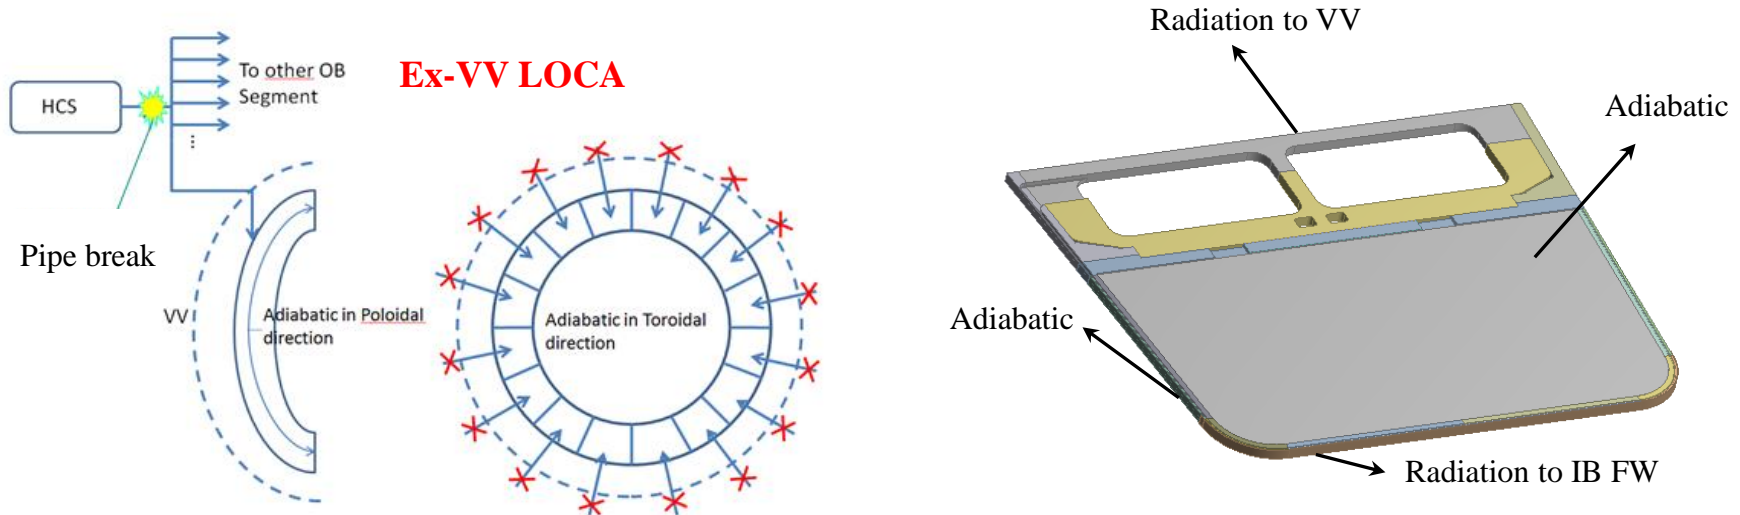 To other OB
Segment
HCS
Ex-VV LOCA
Pipe break
VV
Adiabatic in Poloidal
direction
Adiabatic in Toroidal
direction
Radiation to VV
Adiabatic
Adiabatic
Radiation to IB FW